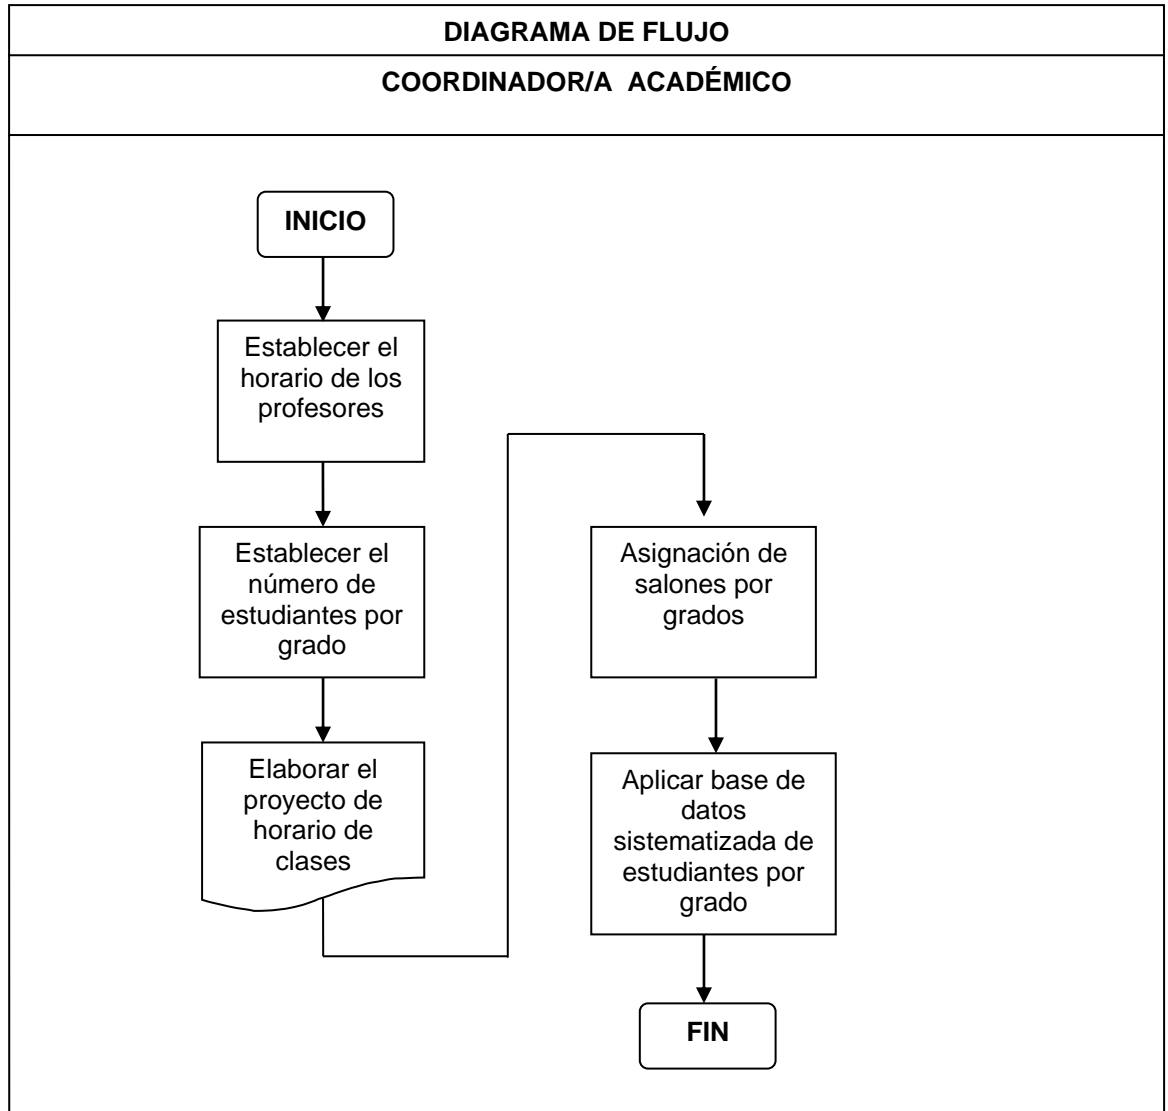 DIAGRAMA DE FLUJO
COORDINADOR/A ACADÉMICO
INICIO
Establecer el
horario de los
profesores
Establecer el
número de
estudiantes por
grado
Elaborar el
proyecto de
horario de
clases
Asignación de
salones por
grados
Aplicar base de
datos
sistematizada de
estudiantes por
grado
FIN